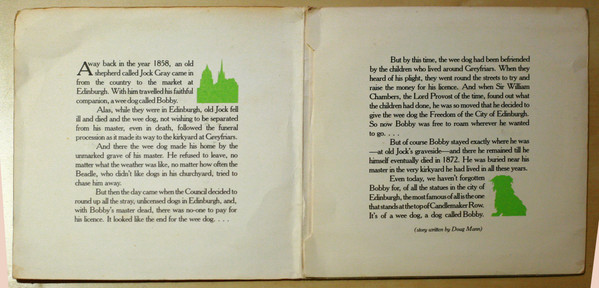 Away back in the year 1858, an old
shepherd called Jock Gray came in
from the country to the market at
Edinburgh. With him travelled his faithful
companion, a wee dog called Bobby.
Alas, while they were in Edinburgh, old Jock fell
ill and died and the wee dog, not wishing to be separated
from his master, even in death, followed the funeral
procession as it made its way to the kirkyard at Greyfriars.
And there the wee dog made his home by the
unmarked grave of his master. He refused to leave, no
matter what the weather was like, no matter how often the
Beadle, who didn't like dogs in his churchyard, tried to
chase him away.
But then the day came when the Council decided to
round up all the stray, unlicensed dogs in Edinburgh, and,
with Bobby's master dead, there was no-one to pay for
his licence. It looked like the end for the wee dog. . . .
But by this time, the wee dog had been befriended
by the children who lived around Greyfriars. When they
heard of his plight, they went round the streets to try and
raise the money for his licence. And when Sir William
Chambers, the Lord Provost of the time, found out what
the children had done, he was so moved that he decided to
give the wee dog the Freedom of the City of Edinburgh.
So now Bobby was free to roam wherever he wanted
to go. . . .
But of course Bobby stayed exactly where he was
—at old Jock's graveside—and there he remained till he
himself eventually died in 1872. He was buried near his
master in the very kirkyard he had lived in all these years.
Even today, we haven't forgotten
Bobby for, of all the statues in the city of
Edinburgh, the most famous of all is the one
that stands at the top of Candlemaker Row.
It's of a wee dog, a dog called Bobby.
(story written by Doug Munn)